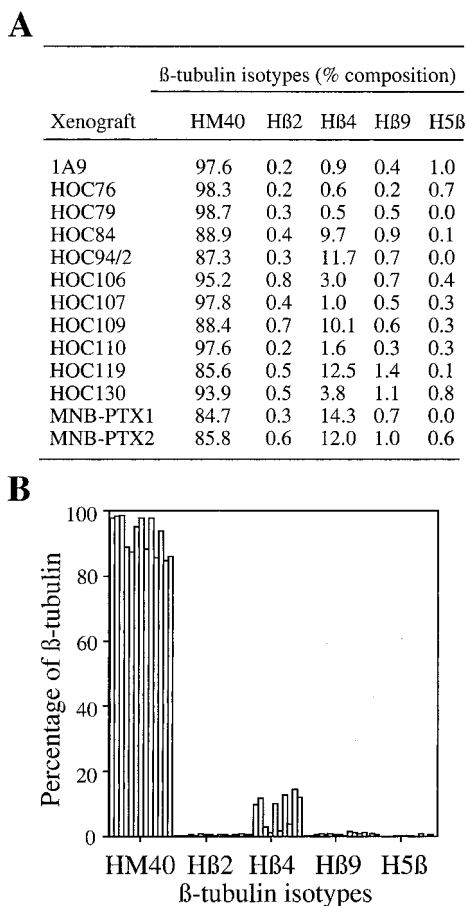 A
ß-tubulin isotypes (% composition)
Xenograft HM40 Hß2 Hß4 Hß9 H5ß
1A9 97.6 0.2 0.9 0.4 1.0
HOC76 98.3 0.2 0.6 0.2 0.7
HOC79 98.7 0.3 0.5 0.5 0.0
HOC84 88.9 0.4 9.7 0.9 0.1
HOC94/2 87.3 0.3 11.7 0.7 0.0
HOC106 95.2 0.8 3.0 0.7 0.4
HOC107 97.8 0.4 1.0 0.5 0.3
HOC109 88.4 0.7 10.1 0.6 0.3
HOC110 97.6 0.2 1.6 0.3 0.3
HOC119 85.6 0.5 12.5 1.4 0.1
HOC130 93.9 0.5 3.8 1.1 0.8
MNB-PTX1 84.7 0.3 14.3 0.7 0.0
MNB-PTX2 85.8 0.6 12.0 1.0 0.6
B
Percentage of ß-tubulin
100
80
60
40
20
0
HM40 Hß2 Hß4 Hß9 H5ß
ß-tubulin isotypes